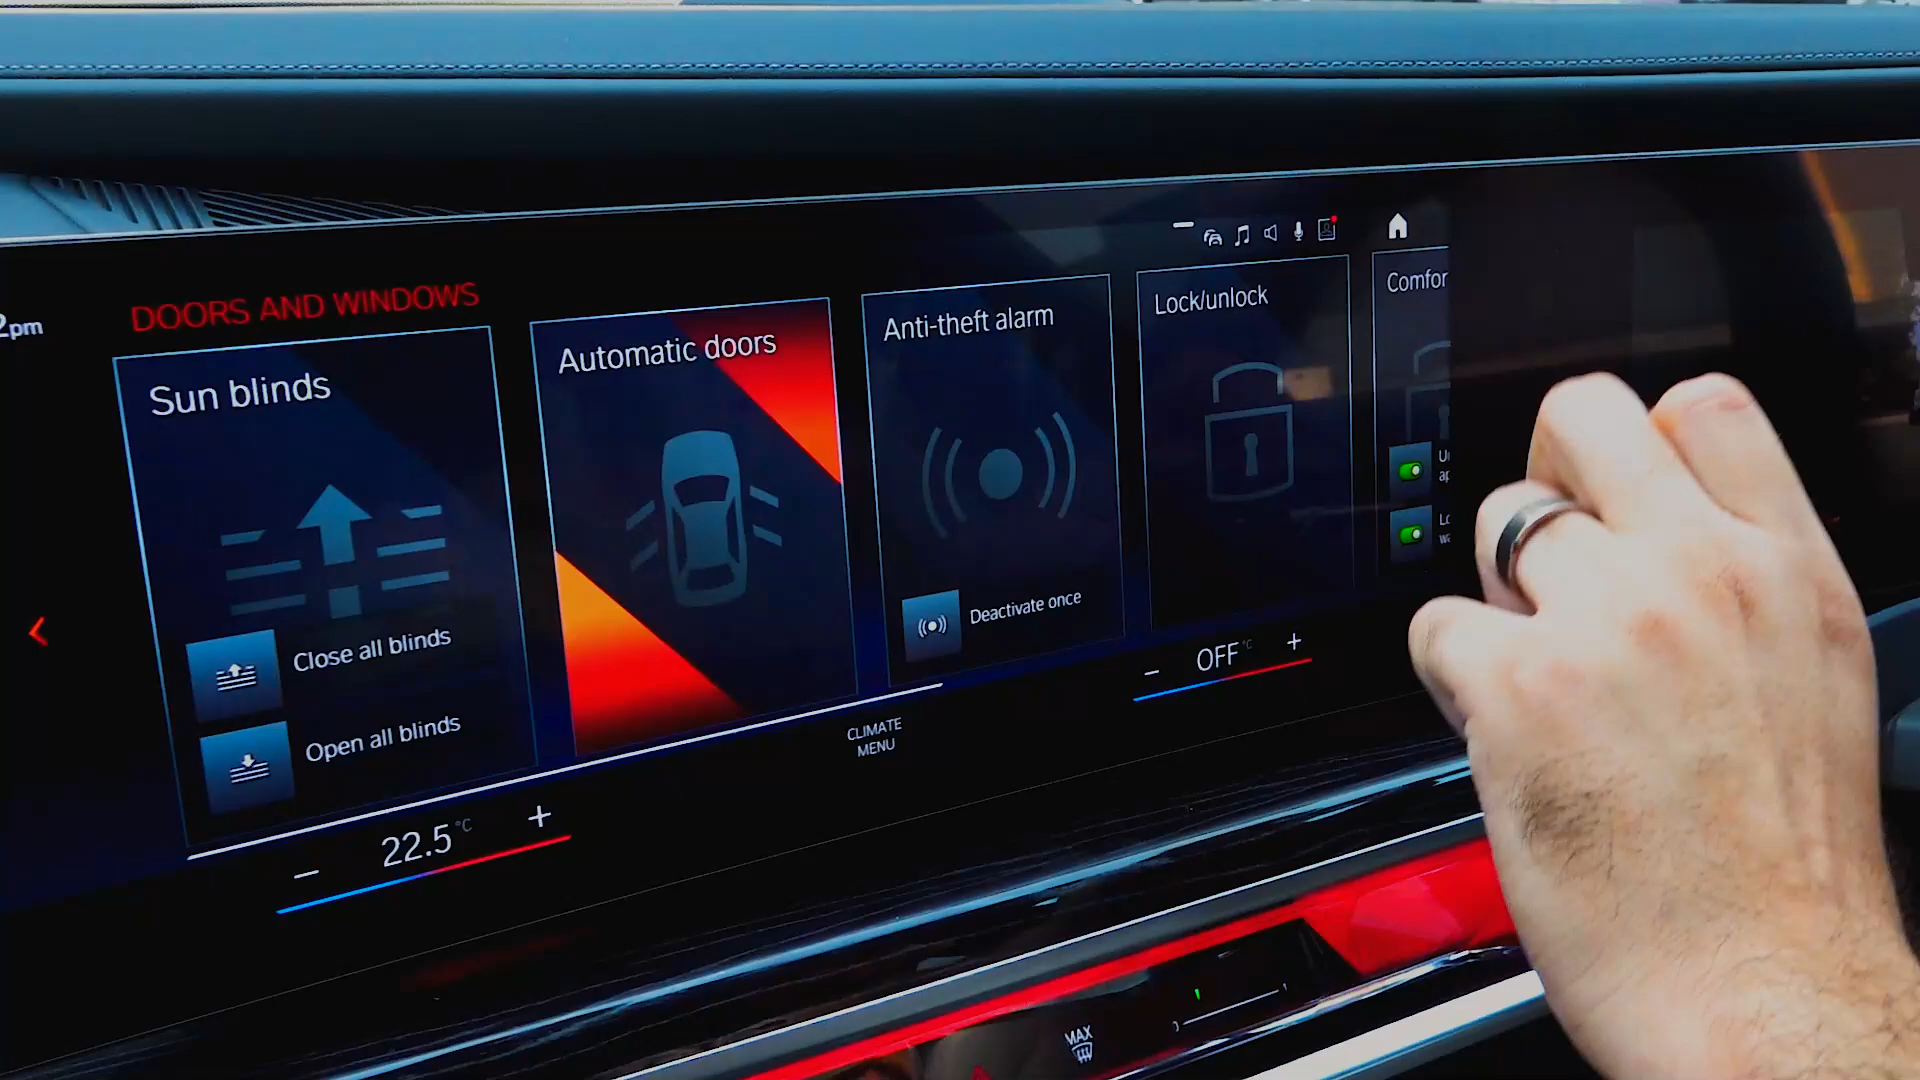 2pm
DOORS AND WINDOWS
Sun blinds
Close all blinds
Open all blinds
Automatic doors
Anti-theft alarm
Deactivate once
Lock/unlock
Comfor
− 22.5 °C +
CLIMATE
MENU
− OFF °C +
MAX